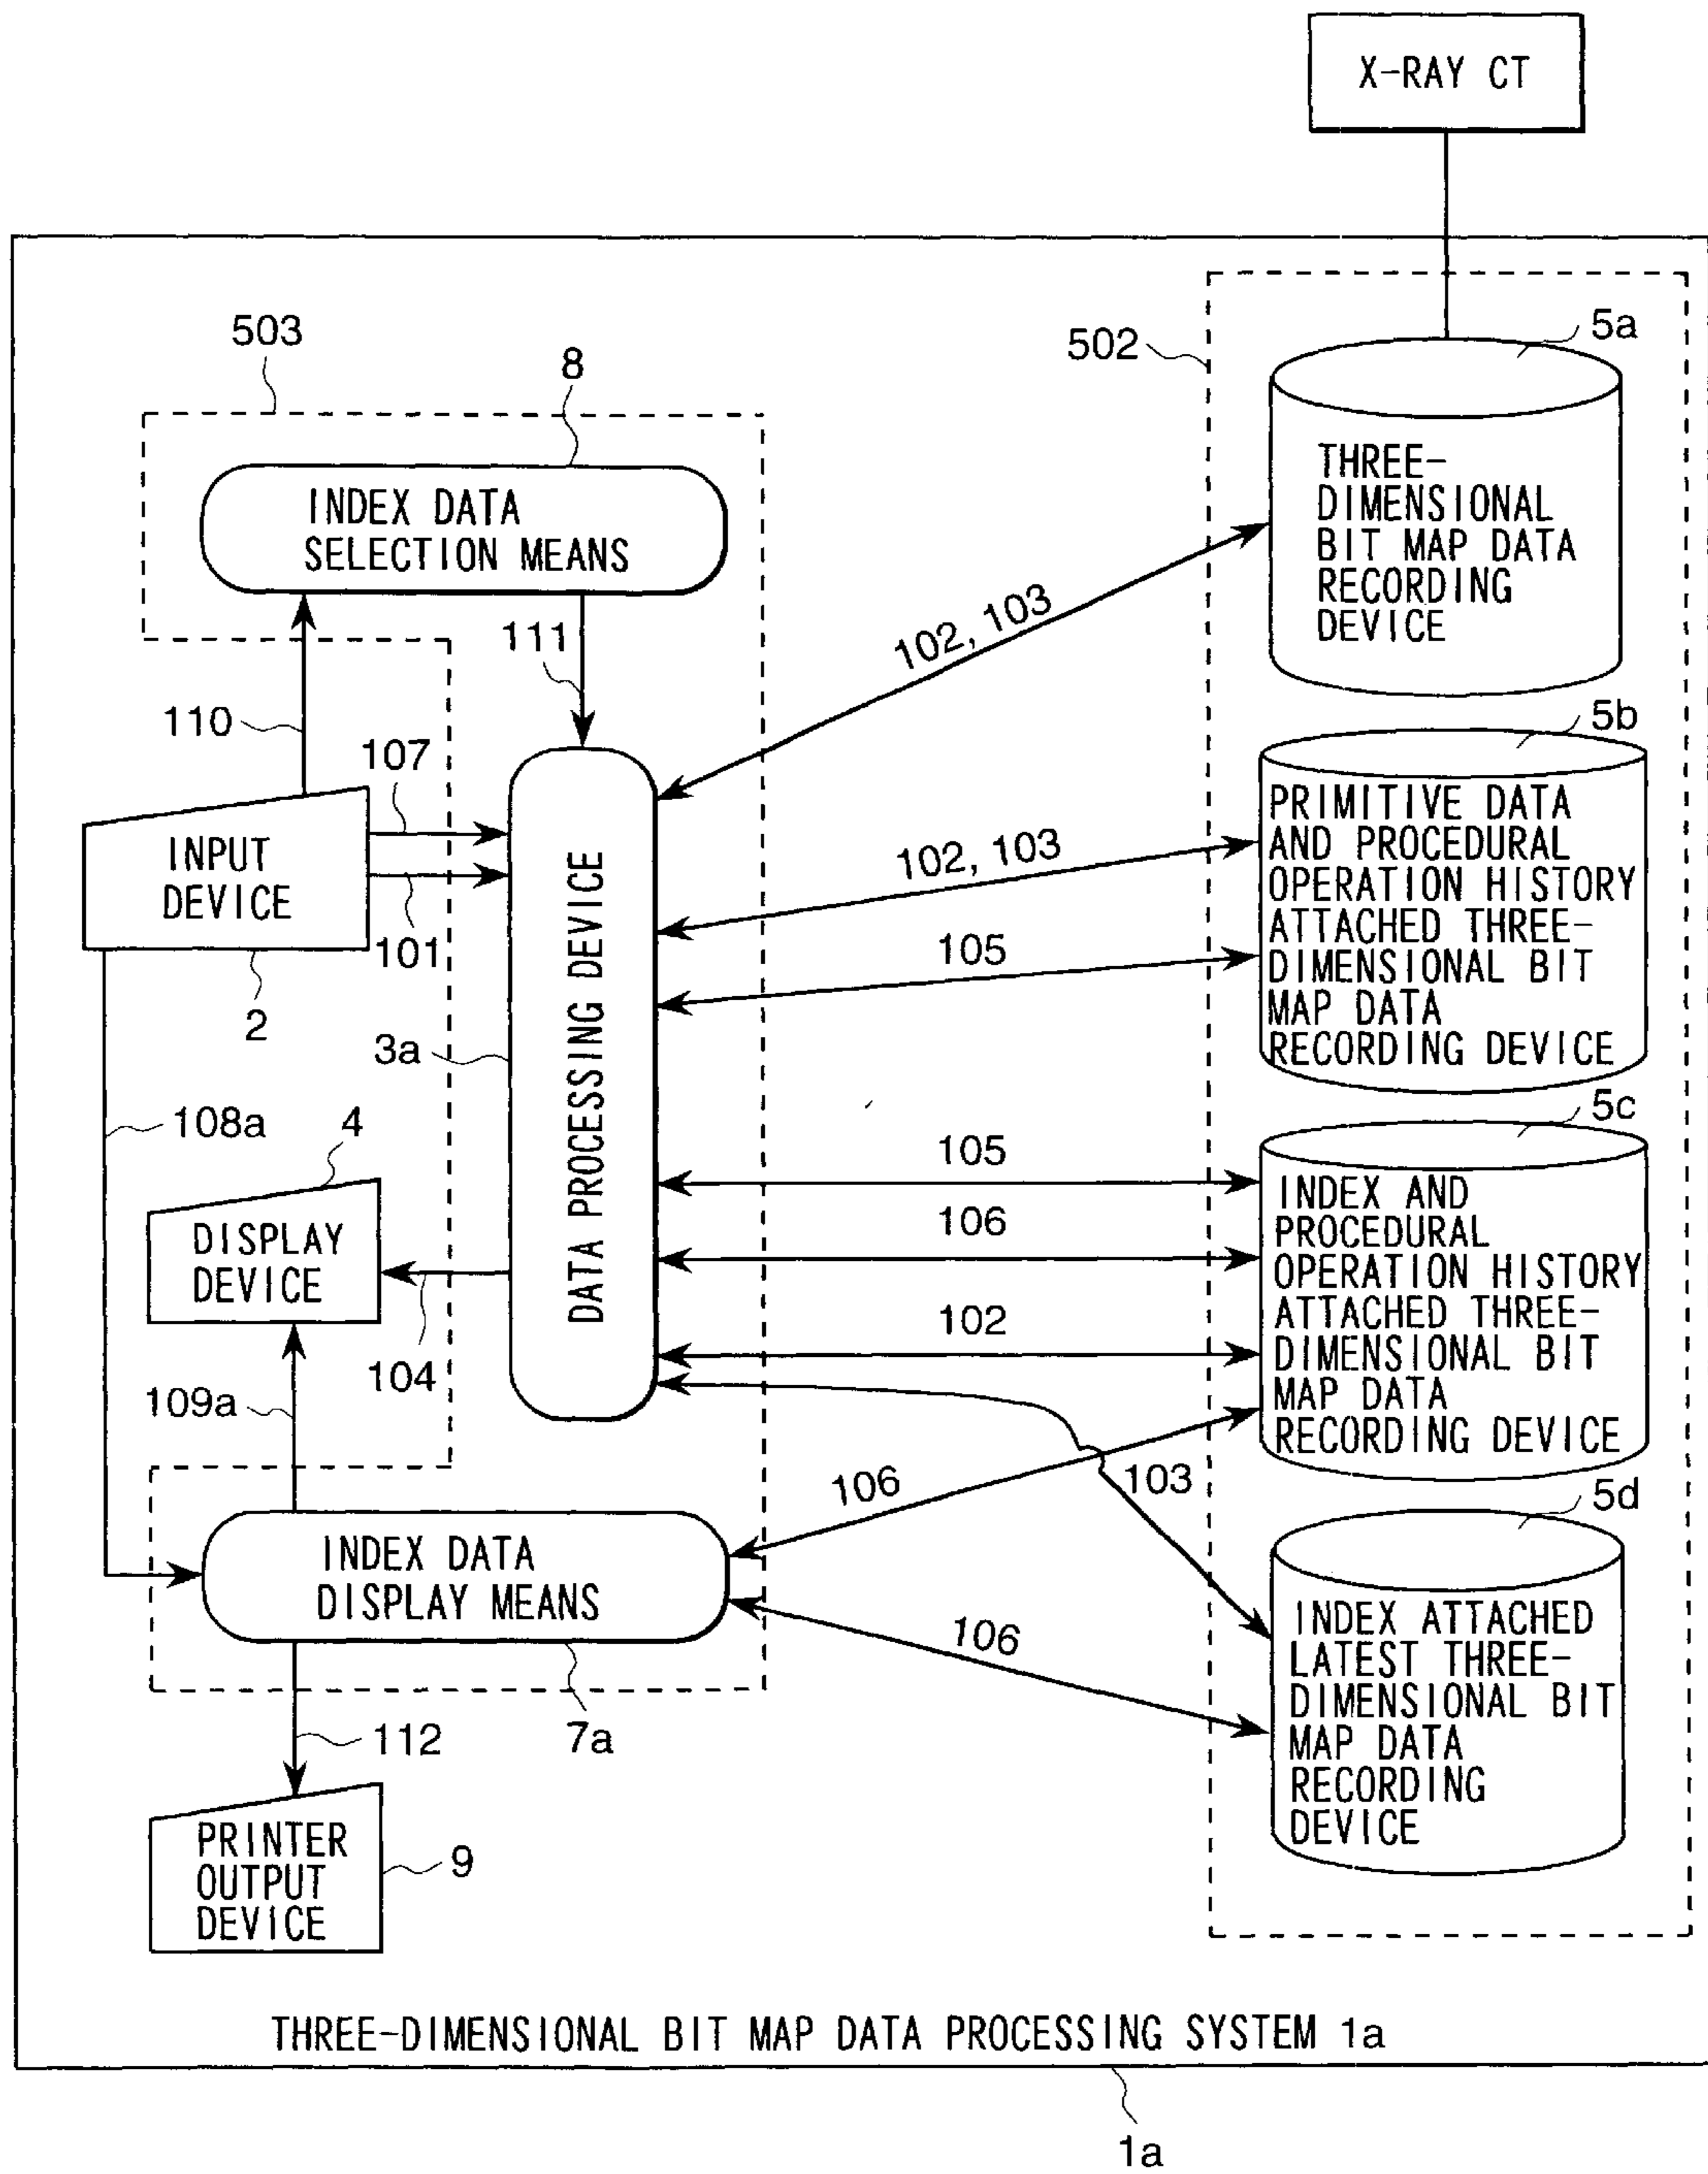 X-RAY CT
503
8
502
5a
INDEX DATA
SELECTION MEANS
THREE-
DIMENSIONAL
BIT MAP DATA
RECORDING
DEVICE
111
102, 103
110
107
5b
INPUT
DEVICE
101
2
3a
DATA PROCESSING DEVICE
102, 103
105
PRIMITIVE DATA
AND PROCEDURAL
OPERATION HISTORY
ATTACHED THREE-
DIMENSIONAL BIT
MAP DATA
RECORDING DEVICE
108a
4
5c
DISPLAY
DEVICE
104
109a
105
106
102
INDEX AND
PROCEDURAL
OPERATION HISTORY
ATTACHED THREE-
DIMENSIONAL BIT
MAP DATA
RECORDING DEVICE
106
103
5d
INDEX DATA
DISPLAY MEANS
106
INDEX ATTACHED
LATEST THREE-
DIMENSIONAL BIT
MAP DATA
RECORDING
DEVICE
112
7a
PRINTER
OUTPUT
DEVICE
9
THREE-DIMENSIONAL BIT MAP DATA PROCESSING SYSTEM 1a
1a